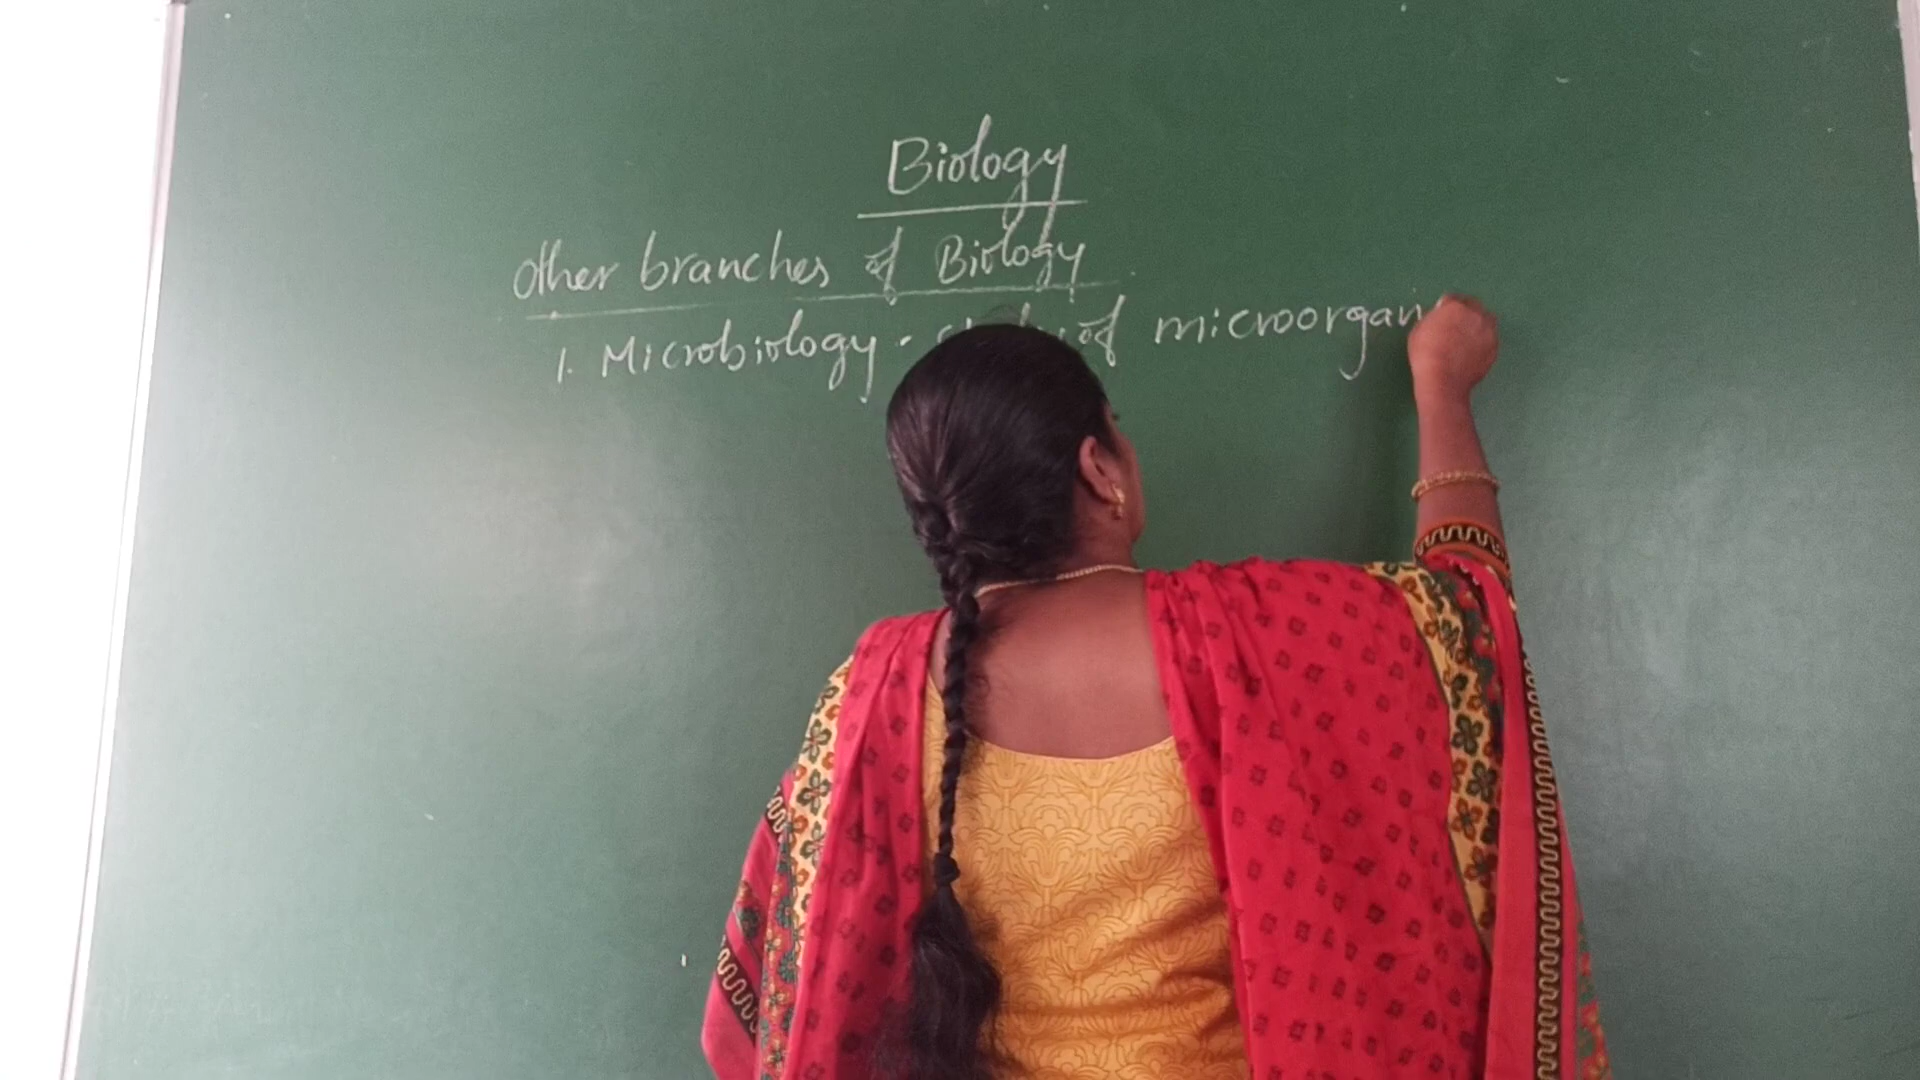 Biology
Other branches of Biology
1. Microbiology - of microorgan